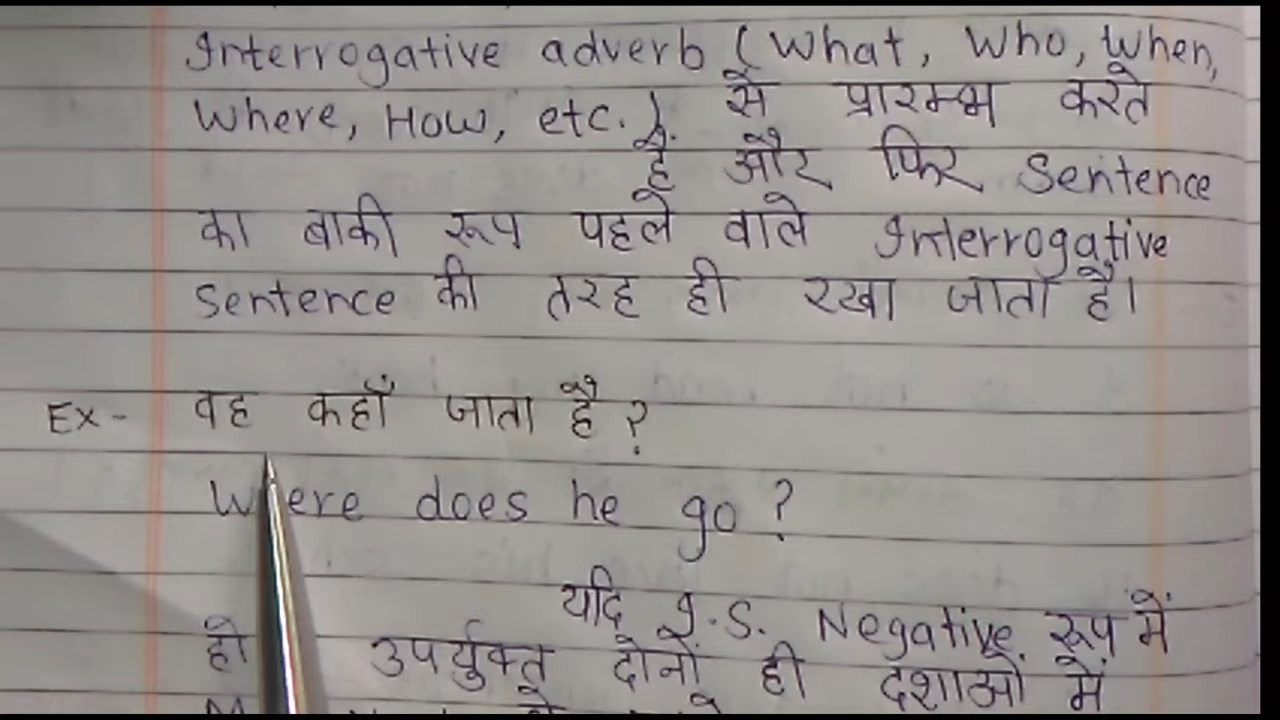 Interrogative adverb (What, Who, When,
Where, How, etc.) से प्रारम्भ करते
है और फिर Sentence
का बाकी रूप पहले वाले Interrogative
Sentence की तरह ही रखा जाता है।
Ex- वह कहाँ जाता है?
Where does he go?
यदि I.S. Negative रूप में
हो उपर्युक्त दोनों ही दशाओं में